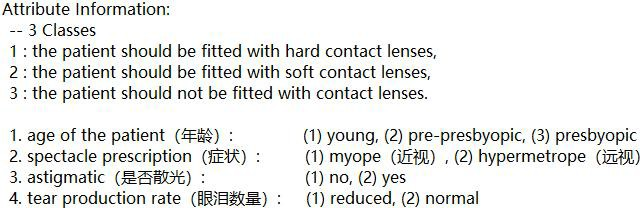 Attribute Information:
-- 3 Classes
1 : the patient should be fitted with hard contact lenses,
2 : the patient should be fitted with soft contact lenses,
3 : the patient should not be fitted with contact lenses.
1. age of the patient（年龄）: (1) young, (2) pre-presbyopic, (3) presbyopic
2. spectacle prescription（症状）: (1) myope（近视）, (2) hypermetrope（远视）
3. astigmatic（是否散光）: (1) no, (2) yes
4. tear production rate（眼泪数量）: (1) reduced, (2) normal